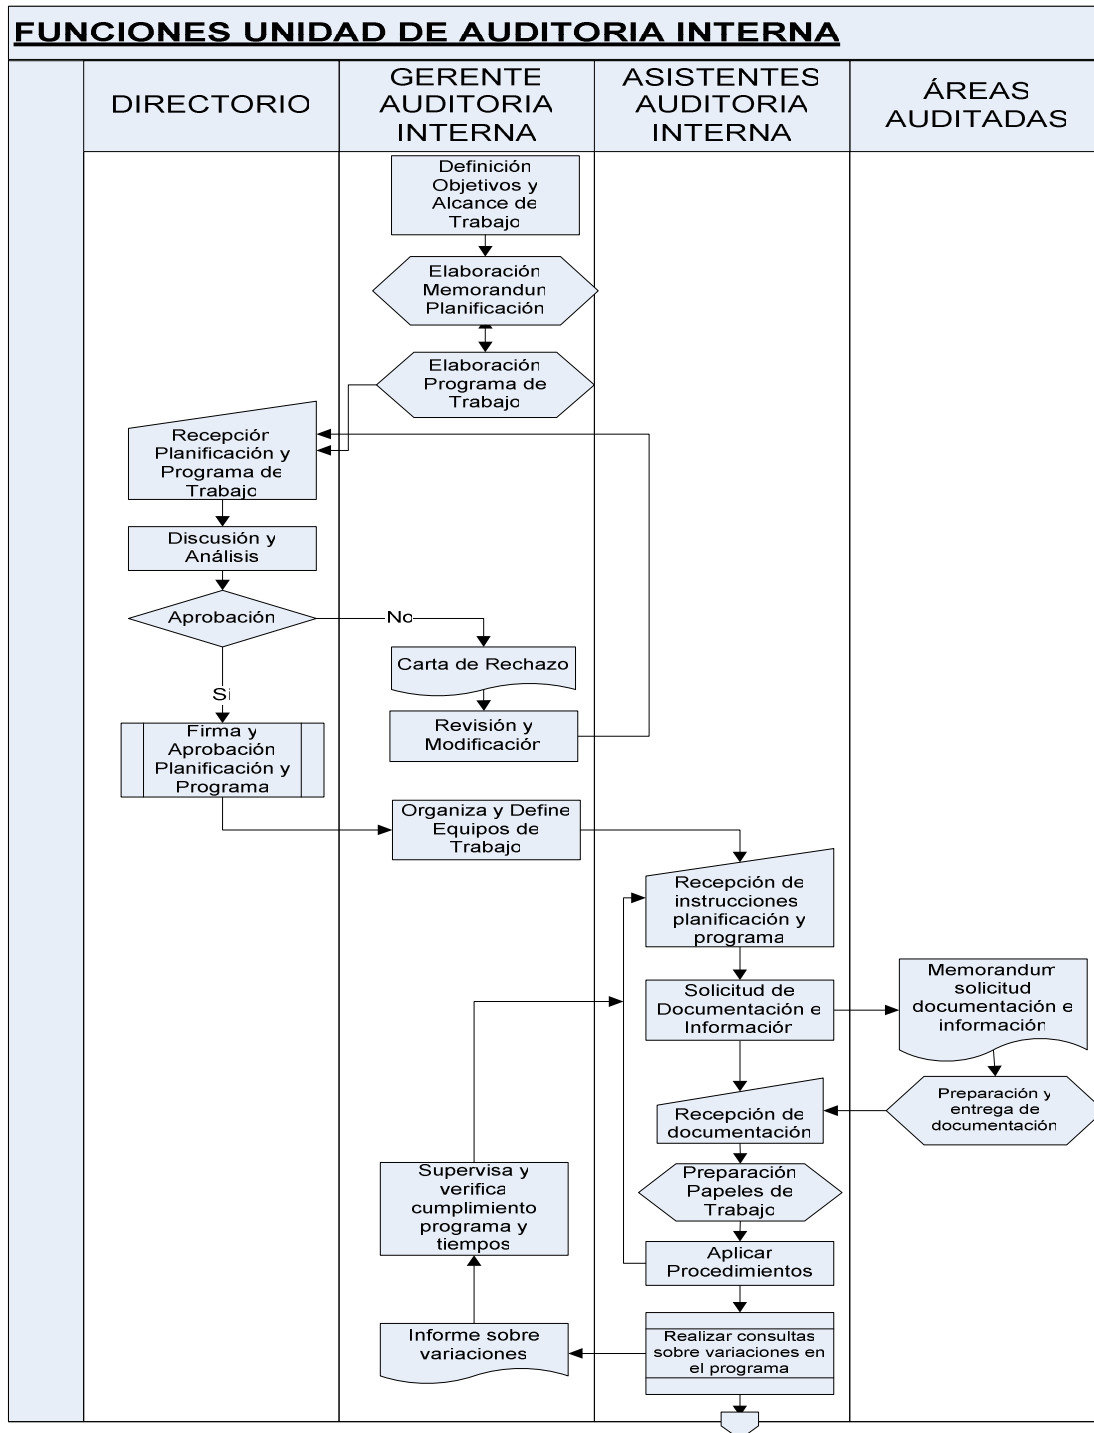 FUNCIONES UNIDAD DE AUDITORIA INTERNA
DIRECTORIO
GERENTE
AUDITORIA
INTERNA
ASISTENTES
AUDITORIA
INTERNA
ÁREAS
AUDITADAS
Definición
Objetivos y
Alcance de
Trabajo
Elaboración
Memorandun
Planificación
Elaboración
Programa de
Trabajo
Recepción
Planificación y
Programa de
Trabajo
Discusión y
Análisis
Aprobación
No
Carta de Rechazo
Revisión y
Modificación
Si
Firma y
Aprobación
Planificación y
Programa
Organiza y Define
Equipos de
Trabajo
Recepción de
instrucciones
planificación y
programa
Solicitud de
Documentación e
Información
Memorandum
solicitud
documentación e
información
Preparación y
entrega de
documentación
Recepción de
documentación
Preparación
Papeles de
Trabajo
Supervisa y
verifica
cumplimiento
programa y
tiempos
Aplicar
Procedimientos
Realizar consultas
sobre variaciones en
el programa
Informe sobre
variaciones